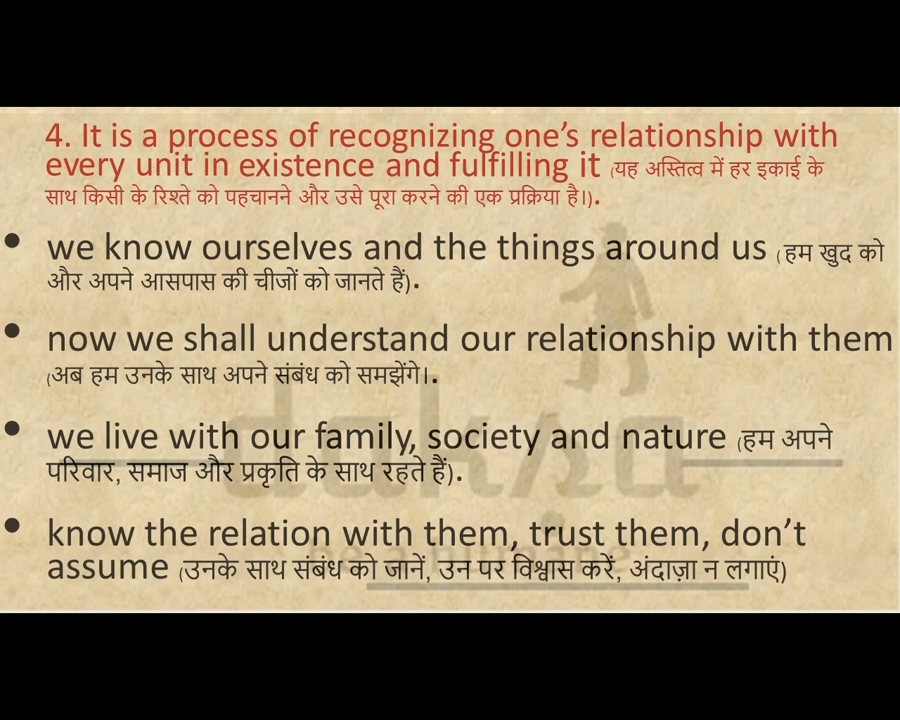 4. It is a process of recognizing one's relationship with
every unit in existence and fulfilling it (यह अस्तित्व में हर इकाई के
साथ किसी के रिश्ते को पहचानने और उसे पूरा करने की एक प्रक्रिया है।).
• we know ourselves and the things around us (हम खुद को
और अपने आसपास की चीजों को जानते हैं).
• now we shall understand our relationship with them
(अब हम उनके साथ अपने संबंध को समझेंगे।.
• we live with our family, society and nature (हम अपने
परिवार, समाज और प्रकृति के साथ रहते हैं).
• know the relation with them, trust them, don't
assume (उनके साथ संबंध को जानें, उन पर विश्वास करें, अंदाज़ा न लगाएं)